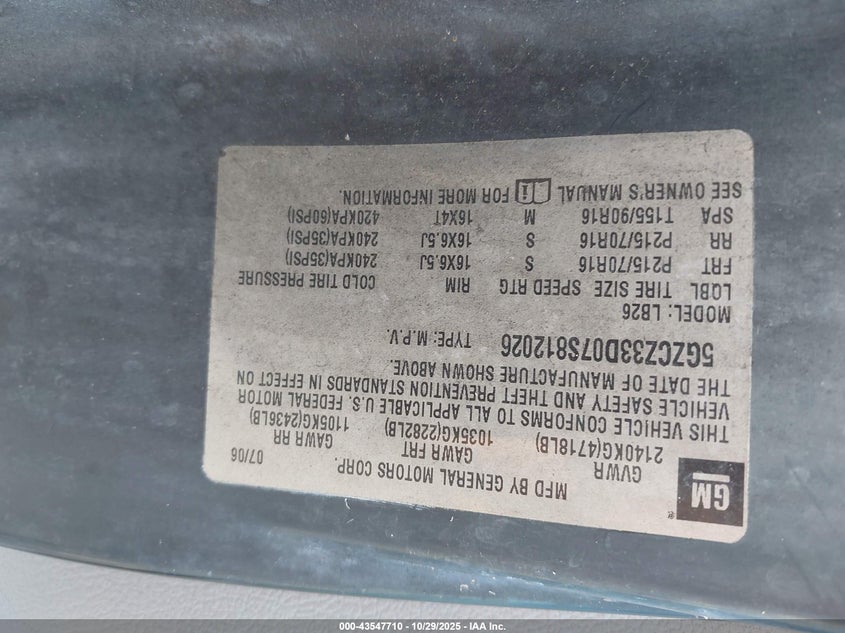 GM
MFD BY GENERAL MOTORS CORP. 07/06
GVWR GAWR FRT GAWR RR
2140KG(4718LB) 1035KG(2282LB) 1105KG(2436LB)
THIS VEHICLE CONFORMS TO ALL APPLICABLE U.S. FEDERAL MOTOR
VEHICLE SAFETY AND THEFT PREVENTION STANDARDS IN EFFECT ON
THE DATE OF MANUFACTURE SHOWN ABOVE.
5GZCZ33D07S812026 TYPE: M.P.V.
MODEL: LB26
LQBL TIRE SIZE SPEED RTG RIM COLD TIRE PRESSURE
FRT P215/70R16 S 16X6.5J 240KPA(35PSI)
RR P215/70R16 S 16X6.5J 240KPA(35PSI)
SPA T155/90R16 M 16X4T 420KPA(60PSI)
SEE OWNER'S MANUAL FOR MORE INFORMATION.
000-43547710 - 10/29/2025 - IAA Inc.